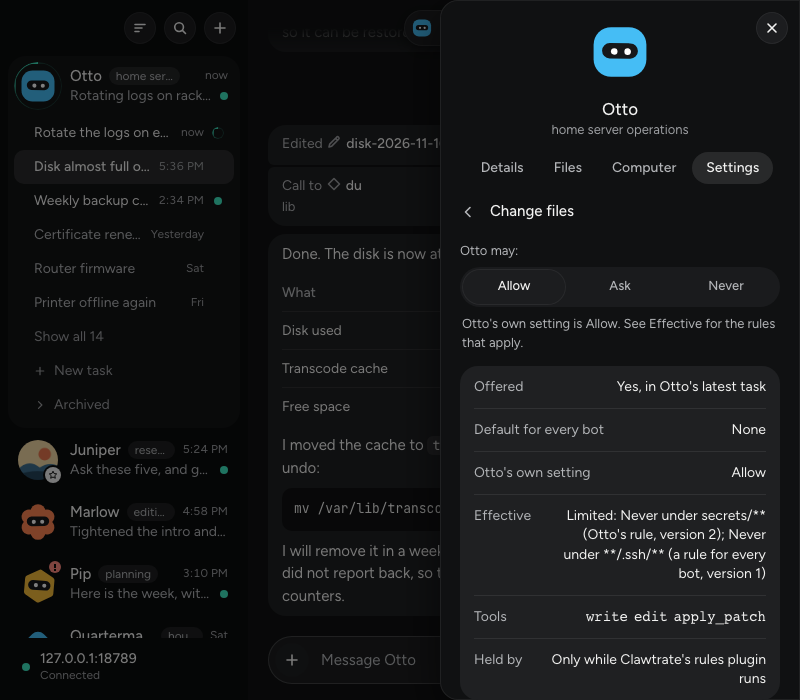 Otto home ser... now
Rotating logs on rack...
Rotate the logs on e... now
Disk almost full o... 5:36 PM
Weekly backup c... 2:34 PM
Certificate rene... Yesterday
Router firmware Sat
Printer offline again Fri
Show all 14
+ New task
Archived
Juniper rese... 5:24 PM
Ask these five, and g...
Marlow editi... 4:58 PM
Tightened the intro and...
Pip planning 3:10 PM
Here is the week, wit...
Quarterma hou Sat
127.0.0.1:18789
Connected
so it can be restore
Edited disk-2026-11-1
Call to du
lib
Done. The disk is now at
What
Disk used
Transcode cache
Free space
I moved the cache to
undo:
mv /var/lib/transco
I will remove it in a week
did not report back, so t
counters.
Message Otto
Otto
home server operations
Details Files Computer Settings
Change files
Otto may:
Allow Ask Never
Otto's own setting is Allow. See Effective for the rules
that apply.
Offered Yes, in Otto's latest task
Default for every bot None
Otto's own setting Allow
Effective Limited: Never under secrets/**
(Otto's rule, version 2); Never
under **/.ssh/** (a rule for every
bot, version 1)
Tools write edit apply_patch
Held by Only while Clawtrate's rules plugin
runs